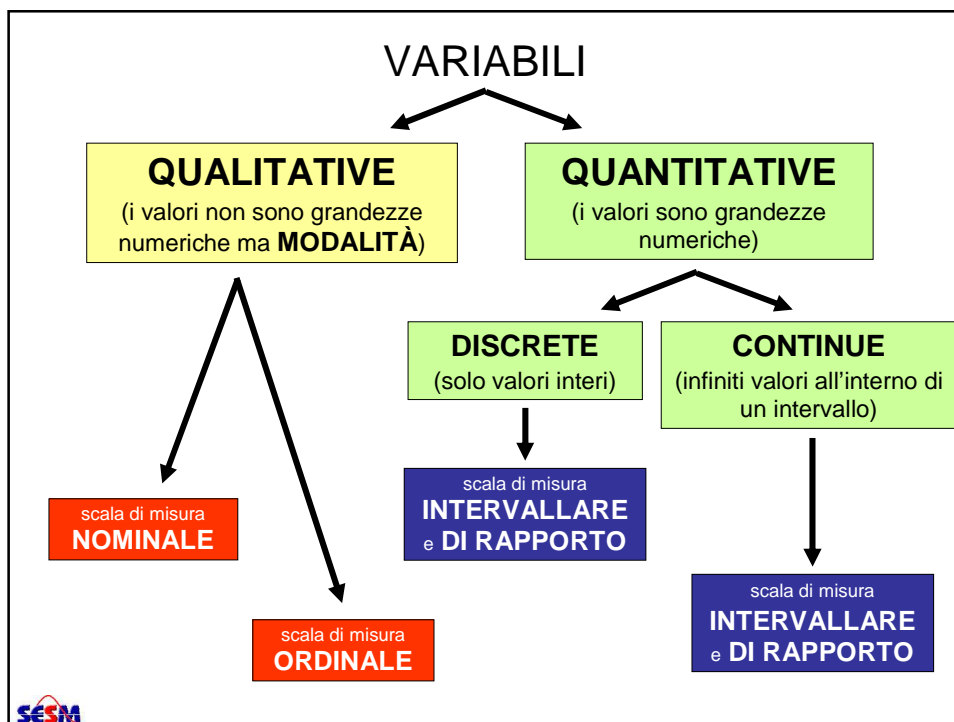 VARIABILI
QUALITATIVE
(i valori non sono grandezze
numeriche ma MODALITÀ)
QUANTITATIVE
(i valori sono grandezze
numeriche)
DISCRETE
(solo valori interi)
CONTINUE
(infiniti valori all'interno di
un intervallo)
scala di misura
NOMINALE
scala di misura
INTERVALLARE
e DI RAPPORTO
scala di misura
ORDINALE
scala di misura
INTERVALLARE
e DI RAPPORTO
SESM